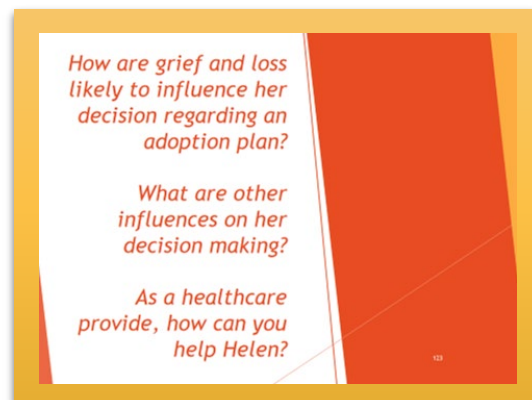 How are grief and loss
likely to influence her
decision regarding an
adoption plan?
What are other
influences on her
decision making?
As a healthcare
provide, how can you
help Helen?
123